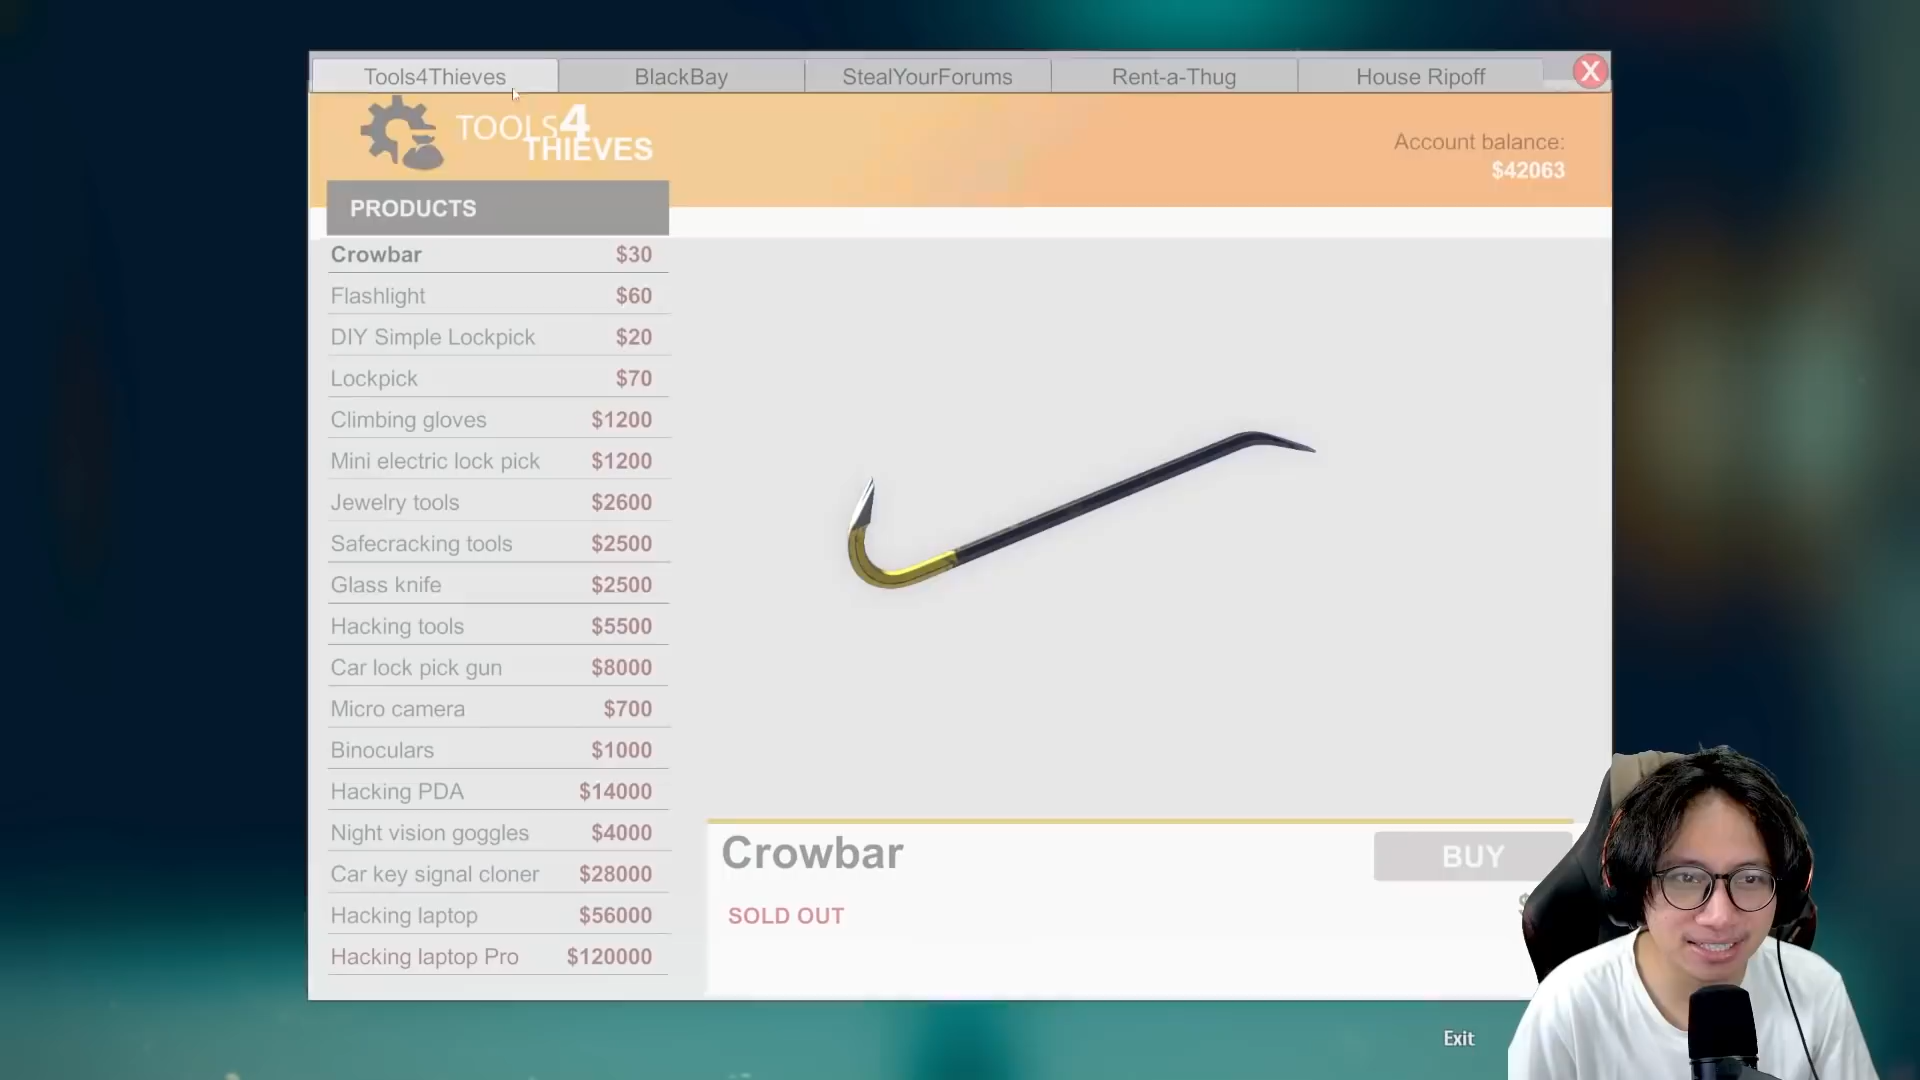 Tools4Thieves BlackBay StealYourForums Rent-a-Thug House Ripoff X
TOOLS4
THIEVES
Account balance:
$42063
PRODUCTS
Crowbar $30
Flashlight $60
DIY Simple Lockpick $20
Lockpick $70
Climbing gloves $1200
Mini electric lock pick $1200
Jewelry tools $2600
Safecracking tools $2500
Glass knife $2500
Hacking tools $5500
Car lock pick gun $8000
Micro camera $700
Binoculars $1000
Hacking PDA $14000
Night vision goggles $4000
Car key signal cloner $28000
Hacking laptop $56000
Hacking laptop Pro $120000
Crowbar
BUY
SOLD OUT
Exit